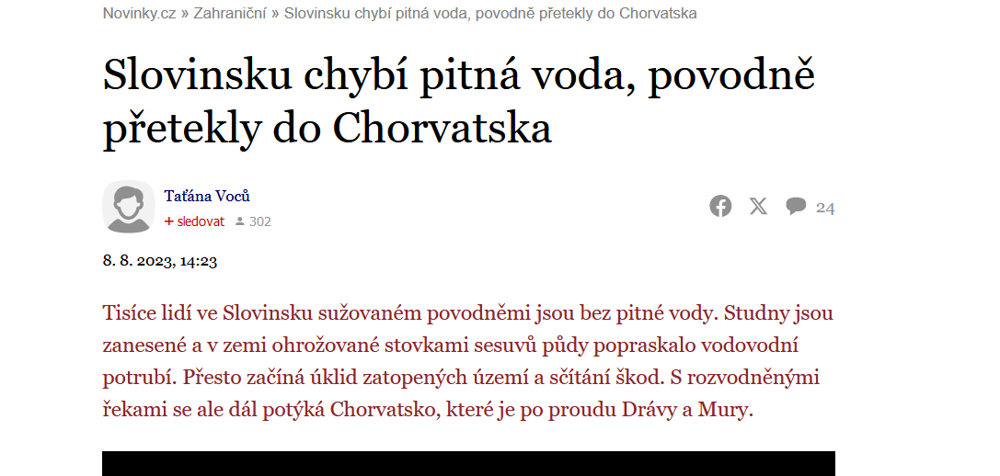 Novinky.cz » Zahraniční » Slovinsku chybí pitná voda, povodně přetekly do Chorvatska
Slovinsku chybí pitná voda, povodně
přetekly do Chorvatska
Taťána Voců
+ sledovat 302
24
8. 8. 2023, 14:23
Tisíce lidí ve Slovinsku sužovaném povodněmi jsou bez pitné vody. Studny jsou
zanesené a v zemi ohrožované stovkami sesuvů půdy popraskalo vodovodní
potrubí. Přesto začíná úklid zatopených území a sčítání škod. S rozvodněnými
řekami se ale dál potýká Chorvatsko, které je po proudu Drávy a Mury.